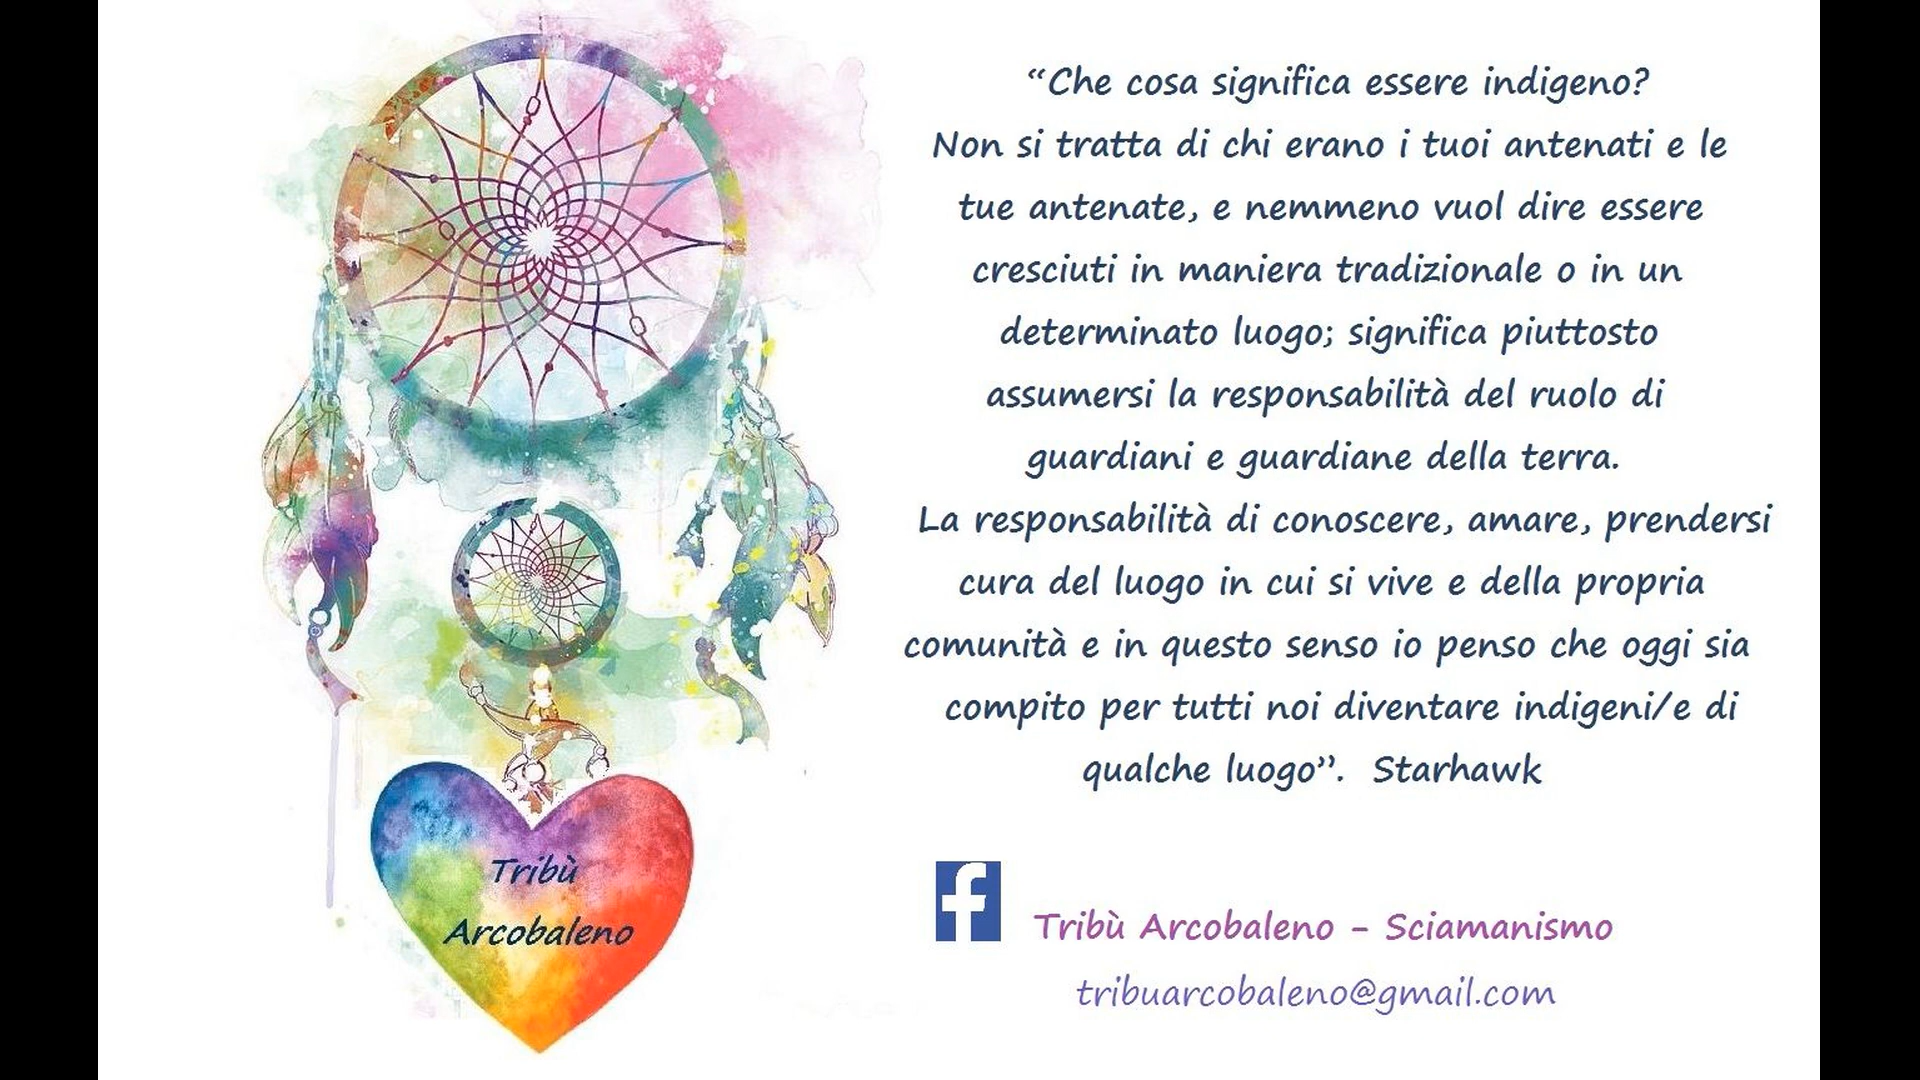 “Che cosa significa essere indigeno?
Non si tratta di chi erano i tuoi antenati e le
tue antenate, e nemmeno vuol dire essere
cresciuti in maniera tradizionale o in un
determinato luogo; significa piuttosto
assumersi la responsabilità del ruolo di
guardiani e guardiane della terra.
La responsabilità di conoscere, amare, prendersi
cura del luogo in cui si vive e della propria
comunità e in questo senso io penso che oggi sia
compito per tutti noi diventare indigeni/e di
qualche luogo”. Starhawk
Tribù
Arcobaleno
f
Tribù Arcobaleno - Sciamanismo
tribuarcobaleno@gmail.com